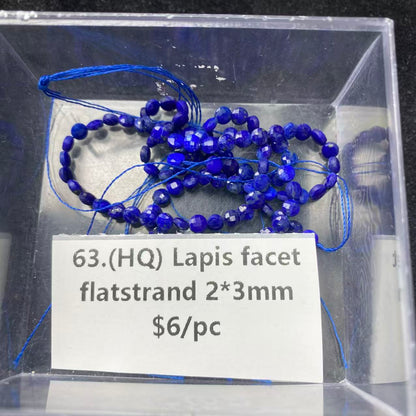 63.(HQ) Lapis facet
flatstrand 2*3mm
$6/pc